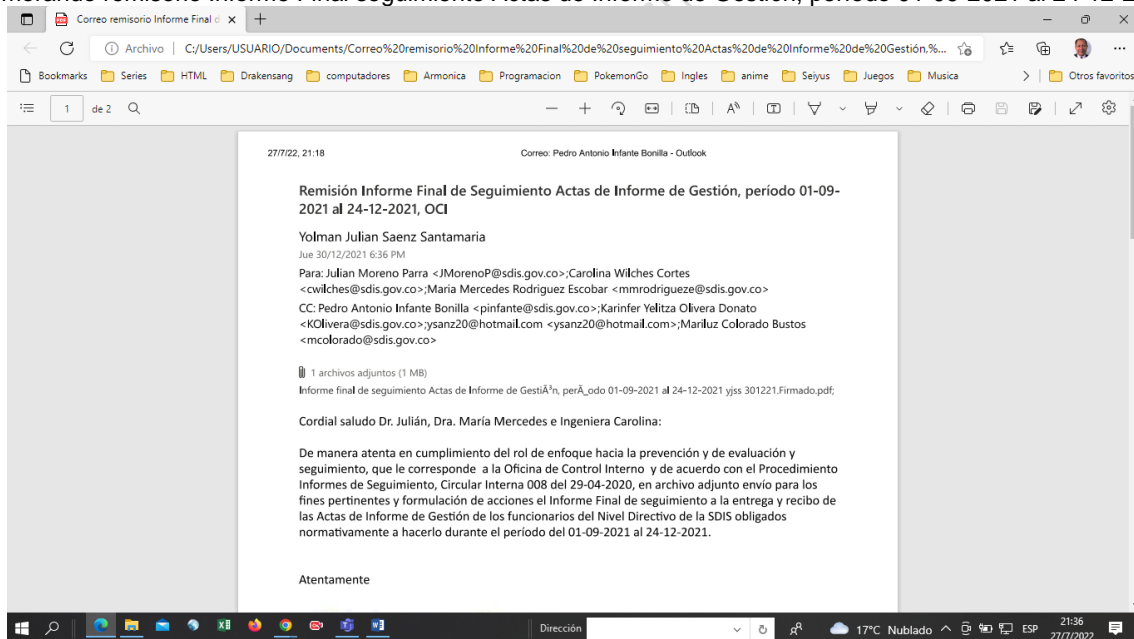 Correo remisorio Informe Final d
Archivo | C:/Users/USUARIO/Documents/Correo%20remisorio%20Informe%20Final%20de%20seguimiento%20Actas%20de%20Informe%20de%20Gestión.%...
Bookmarks Series HTML Drakensang computadores Armonica Programacion PokemonGo Ingles anime Seiyus Juegos Musica Otros favoritos
1 de 2
27/7/22, 21:18 Correo: Pedro Antonio Infante Bonilla - Outlook
Remisión Informe Final de Seguimiento Actas de Informe de Gestión, período 01-09-
2021 al 24-12-2021, OCI
Yolman Julian Saenz Santamaria
Jue 30/12/2021 6:36 PM
Para: Julian Moreno Parra <JMorenoP@sdis.gov.co>;Carolina Wilches Cortes
<cwilches@sdis.gov.co>;Maria Mercedes Rodriguez Escobar <mmrodrigueze@sdis.gov.co>
CC: Pedro Antonio Infante Bonilla <pinfante@sdis.gov.co>;Karinfer Yelitza Olivera Donato
<KOlivera@sdis.gov.co>;ysanz20@hotmail.com <ysanz20@hotmail.com>;Mariluz Colorado Bustos
<mcolorado@sdis.gov.co>
1 archivos adjuntos (1 MB)
Informe final de seguimiento Actas de Informe de GestiÃ³n, perÃ_odo 01-09-2021 al 24-12-2021 yjss 301221.Firmado.pdf;
Cordial saludo Dr. Julián, Dra. María Mercedes e Ingeniera Carolina:
De manera atenta en cumplimiento del rol de enfoque hacia la prevención y de evaluación y
seguimiento, que le corresponde a la Oficina de Control Interno y de acuerdo con el Procedimiento
Informes de Seguimiento, Circular Interna 008 del 29-04-2020, en archivo adjunto envío para los
fines pertinentes y formulación de acciones el Informe Final de seguimiento a la entrega y recibo de
las Actas de Informe de Gestión de los funcionarios del Nivel Directivo de la SDIS obligados
normativamente a hacerlo durante el período del 01-09-2021 al 24-12-2021.
Atentamente
Dirección 17°C Nublado ESP 21:36
27/7/2022